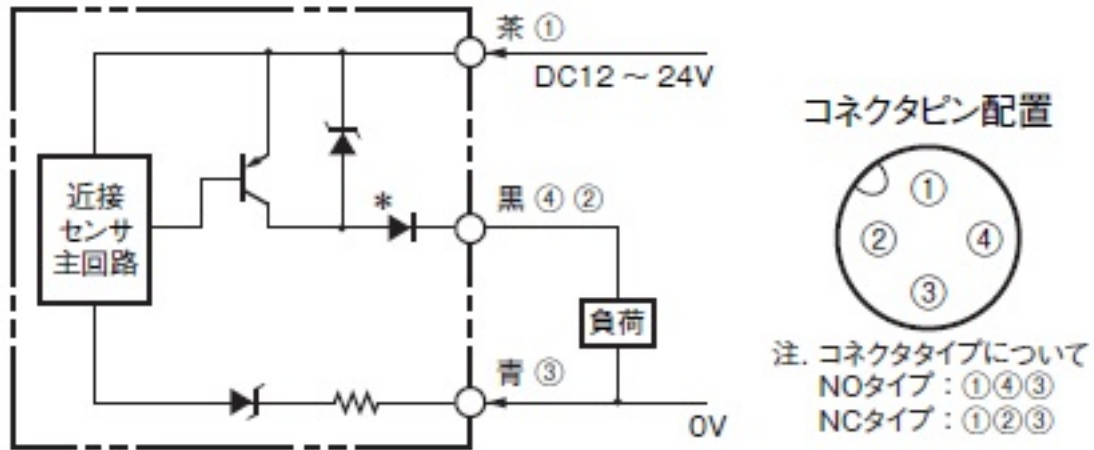 茶 ①
DC12 ～ 24V
近接
センサ
主回路
*
黒 ④ ②
負荷
青 ③
0V
コネクタピン配置
①
② ④
③
注. コネクタタイプについて
NOタイプ : ①④③
NCタイプ : ①②③